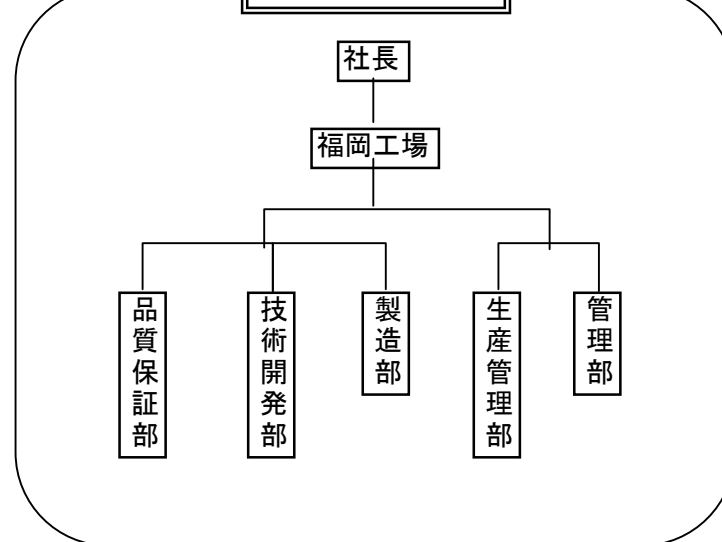 社長
福岡工場
品質保証部
技術開発部
製造部
生産管理部
管理部